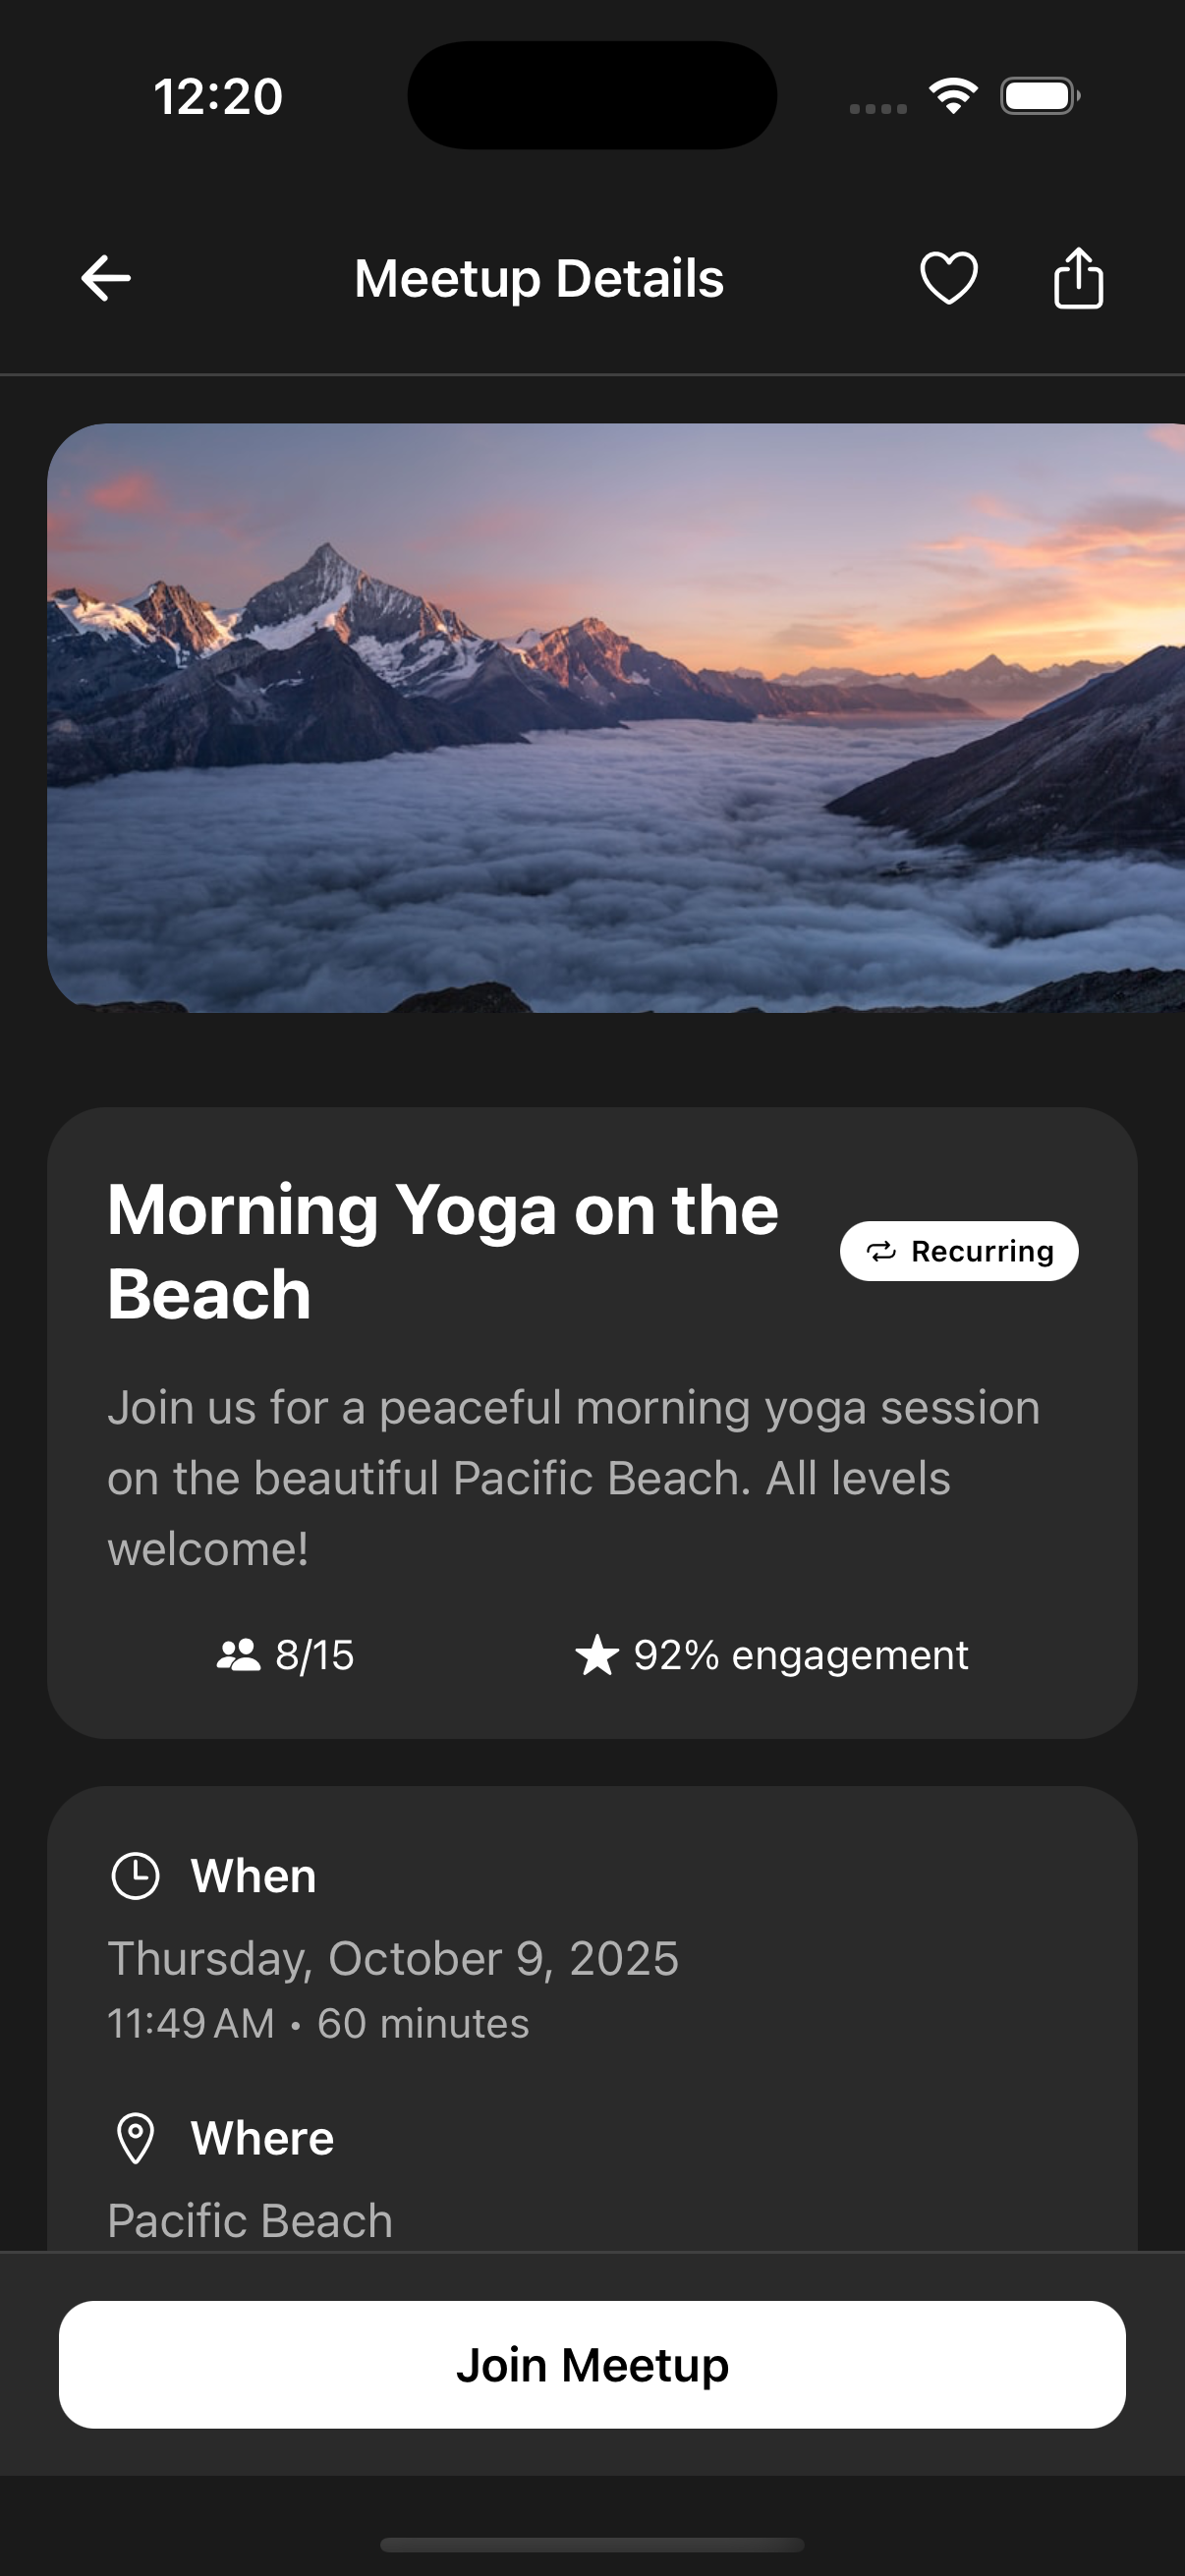 12:20
Meetup Details
Morning Yoga on the
Beach
Recurring
Join us for a peaceful morning yoga session
on the beautiful Pacific Beach. All levels
welcome!
8/15
92% engagement
When
Thursday, October 9, 2025
11:49 AM • 60 minutes
Where
Pacific Beach
Join Meetup